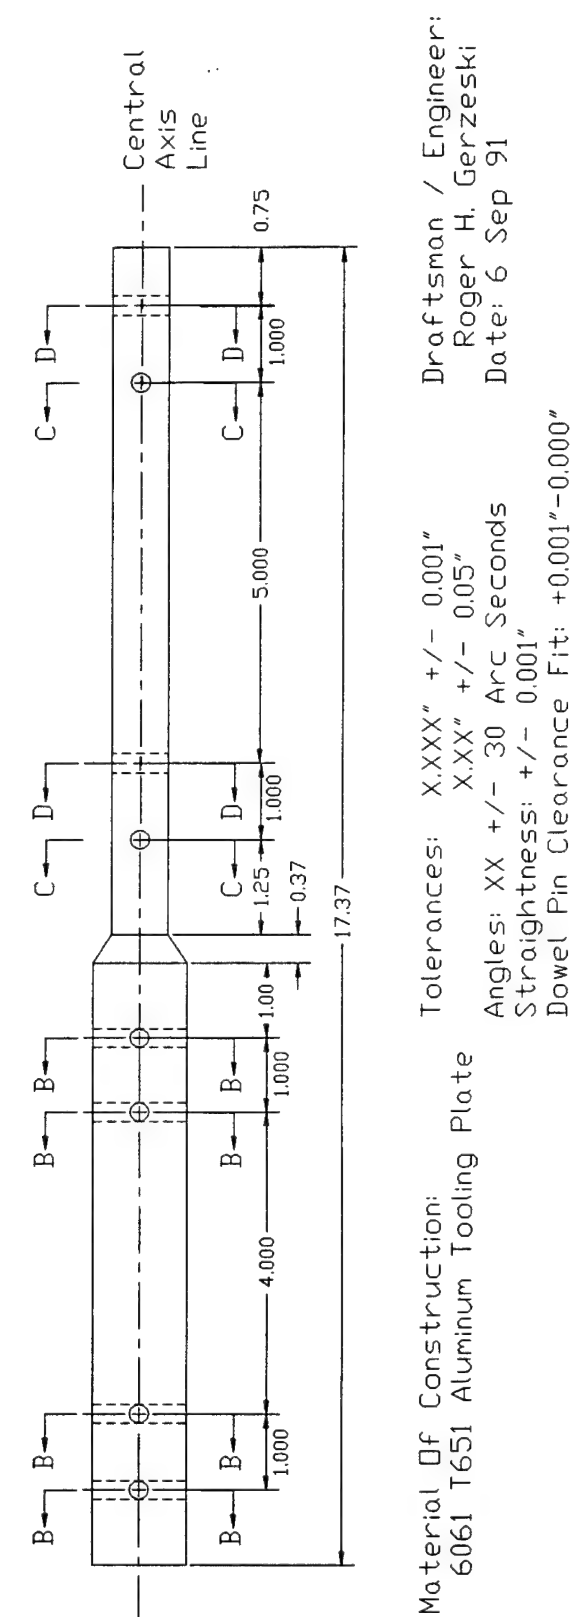 Central
Axis
Line
D
D
C
C
D
D
C
C
B
B
B
B
B
B
B
B
0.75
1.000
5.000
1.000
1.25
0.37
1.00
1.000
4.000
1.000
17.37
Material Of Construction:
6061 T651 Aluminum Tooling Plate
Tolerances: X.XXX" +/- 0.001"
X.XX" +/- 0.05"
Angles: XX +/- 30 Arc Seconds
Straightness: +/- 0.001"
Dowel Pin Clearance Fit: +0.001"-0.000"
Draftsman / Engineer:
Roger H. Gerzeski
Date: 6 Sep 91